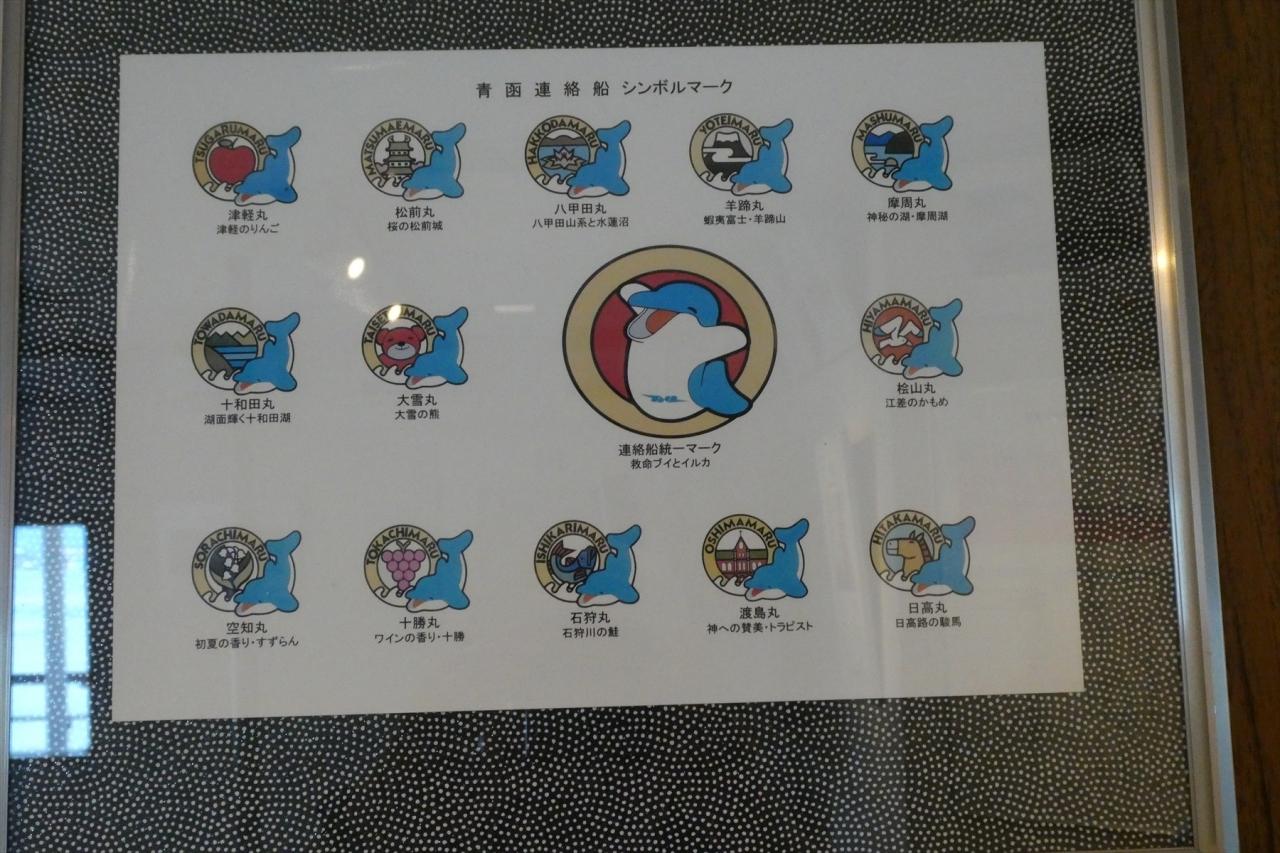 青函連絡船 シンボルマーク
TSUGARUMARU
津軽丸
津軽のりんご
MATSUMAEMARU
松前丸
桜の松前城
HAKKODAMARU
八甲田丸
八甲田山系と水蓮沼
YOTEIMARU
羊蹄丸
蝦夷富士・羊蹄山
MASHUMARU
摩周丸
神秘の湖・摩周湖
TOWADAMARU
十和田丸
湖面輝く十和田湖
大雪丸
大雪の熊
連絡船統一マーク
救命ブイとイルカ
HIYAMAMARU
桧山丸
江差のかもめ
SORACHIMARU
空知丸
初夏の香り・すずらん
TOKACHIMARU
十勝丸
ワインの香り・十勝
ISHIKARIMARU
石狩丸
石狩川の鮭
OSHIMAMARU
渡島丸
神への賛美・トラピスト
HITAKAMARU
日高丸
日高路の駿馬